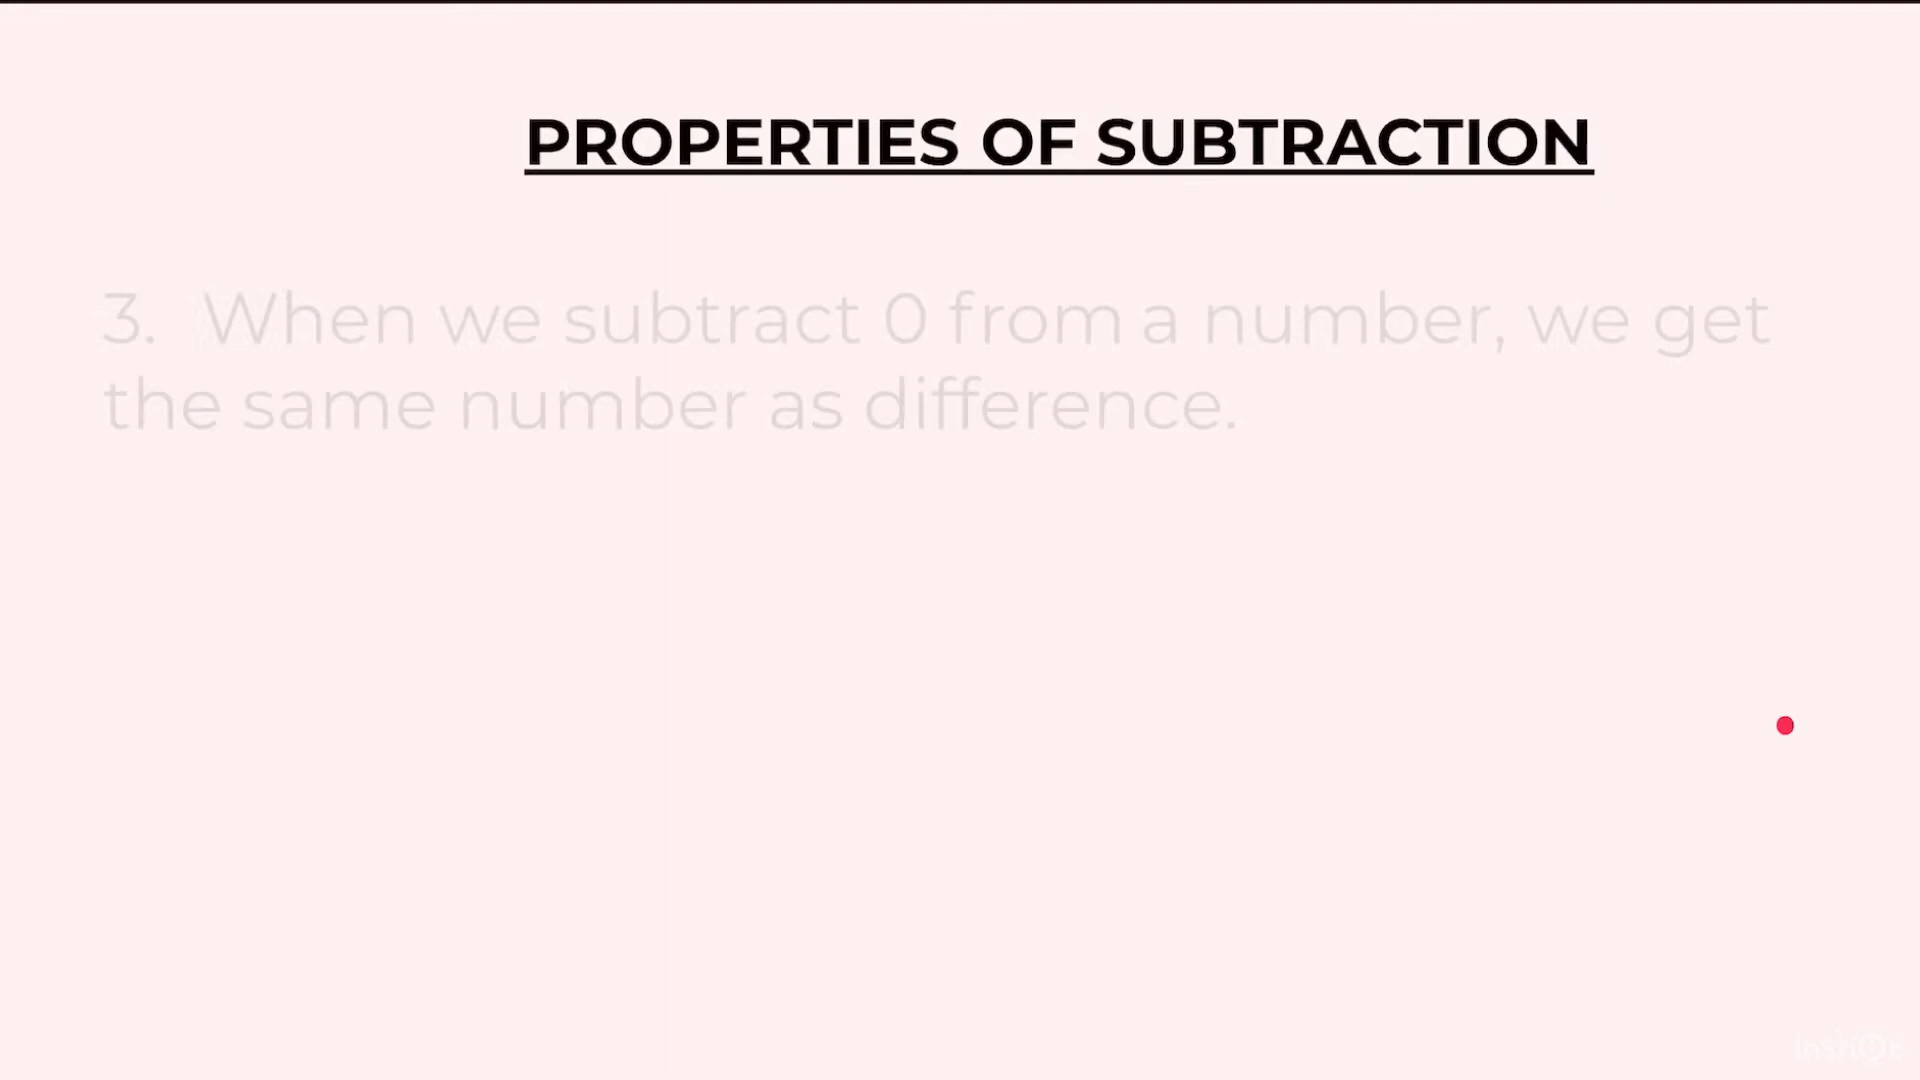 PROPERTIES OF SUBTRACTION
3. When we subtract 0 from a number, we get
the same number as difference.